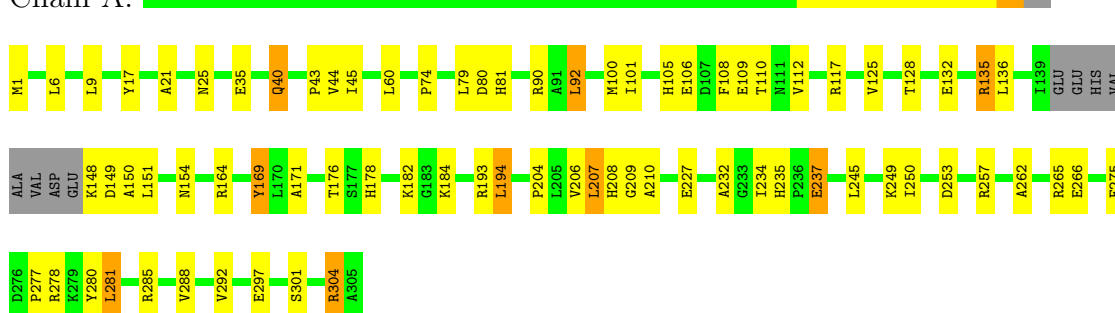 Chain A:
M1 L6 L9 Y17 A21 N25 E35 Q40 P43 V44 I45 L60 P74 L79 D80 H81 R90 A91 L92 M100 I101 H105 E106 D107 F108 E109 T110 N111 V112 R117 V125 T128 E132 R135 L136 I139 GLU GLU HIS VAL
ALA VAL ASP GLU K148 D149 A150 L151 N154 R164 Y169 L170 A171 T176 S177 H178 K182 G183 K184 R193 L194 P204 L205 V206 L207 H208 G209 A210 E227 A232 G233 I234 H235 P236 E237 L245 K249 I250 D253 R257 A262 R265 E266
D276 P277 R278 K279 Y280 L281 R285 V288 V292 E297 S301 R304 A305